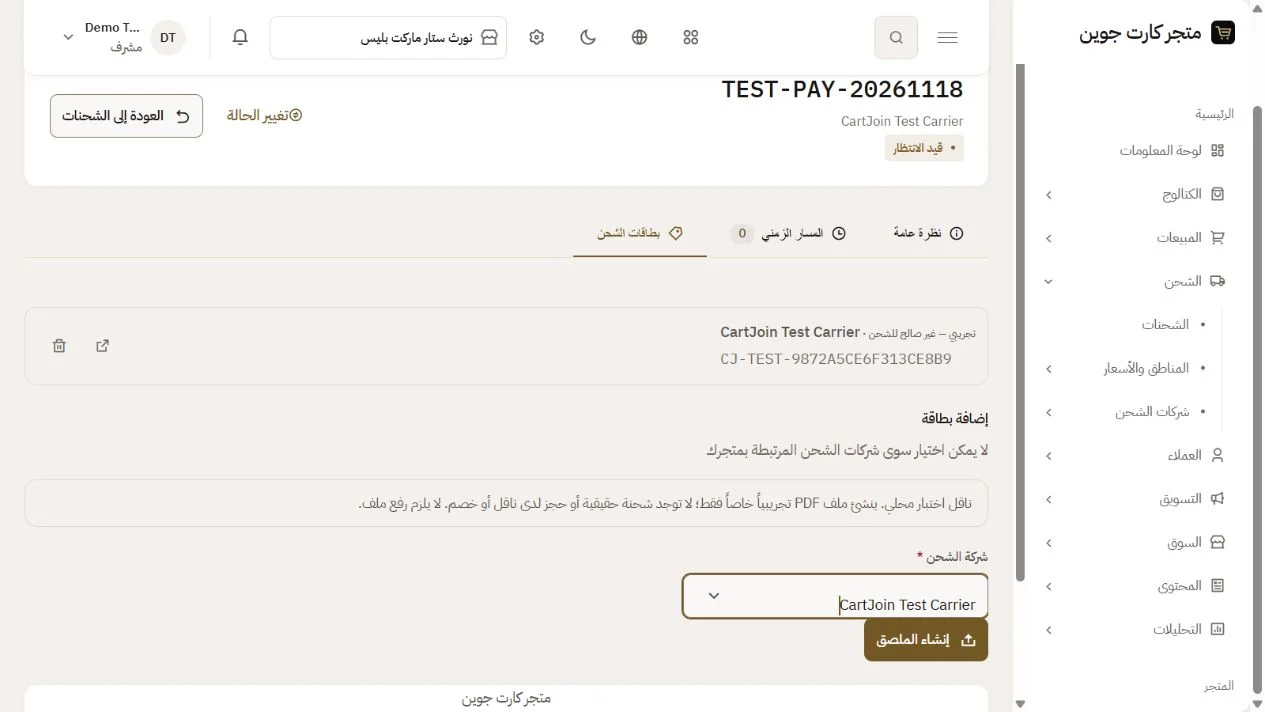 متجر كارت جوين
الرئيسية
لوحة المعلومات
الكتالوج
المبيعات
الشحن
الشحنات
المناطق والأسعار
شركات الشحن
العملاء
التسويق
السوق
المحتوى
التحليلات
المتجر
نورث ستار ماركت بليس
DT
Demo T...
مشرف
TEST-PAY-20261118
CartJoin Test Carrier
• قيد الانتظار
تغيير الحالة
العودة إلى الشحنات
نظرة عامة
المسار الزمني 0
بطاقات الشحن
تجريبي — غير صالح للشحن · CartJoin Test Carrier
CJ-TEST-9872A5CE6F313CE8B9
إضافة بطاقة
لا يمكن اختيار سوى شركات الشحن المرتبطة بمتجرك
ناقل اختبار محلي. ينشئ ملف PDF تجريبياً خاصاً فقط؛ لا توجد شحنة حقيقية أو حجز لدى ناقل أو خصم. لا يلزم رفع ملف.
شركة الشحن *
CartJoin Test Carrier
إنشاء الملصق
متجر كارت جوين